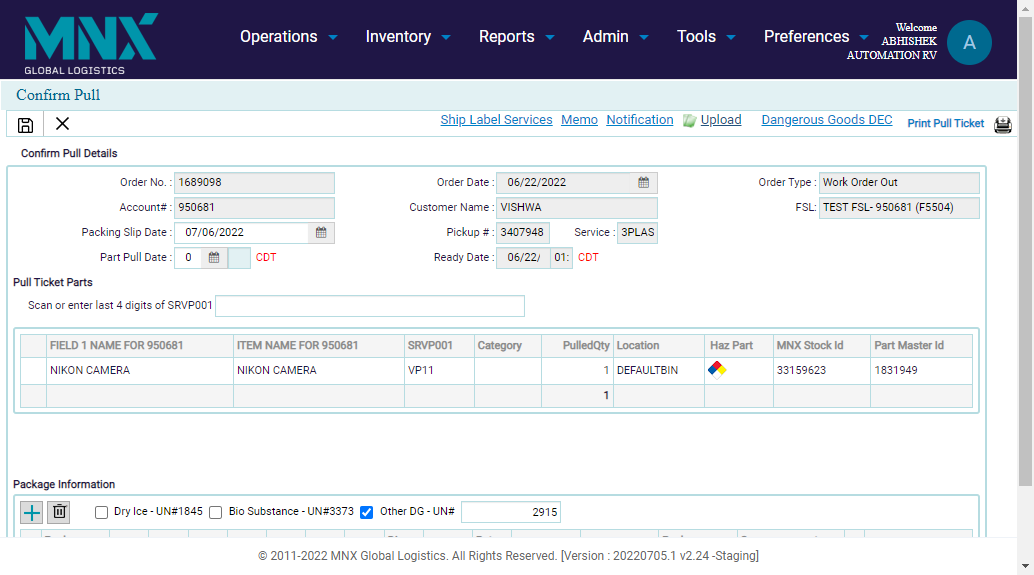 MNX
GLOBAL LOGISTICS
Operations Inventory Reports Admin Tools Preferences
Welcome
ABHISHEK
AUTOMATION RV
A
Confirm Pull
Ship Label Services Memo Notification Upload Dangerous Goods DEC Print Pull Ticket
Confirm Pull Details
Order No. : 1689098 Order Date : 06/22/2022 Order Type : Work Order Out
Account# : 950681 Customer Name : VISHWA FSL: TEST FSL- 950681 (F5504)
Packing Slip Date : 07/06/2022 Pickup # : 3407948 Service : 3PLAS
Part Pull Date : 0 CDT Ready Date : 06/22/ 01: CDT
Pull Ticket Parts
Scan or enter last 4 digits of SRVP001
FIELD 1 NAME FOR 950681 ITEM NAME FOR 950681 SRVP001 Category PulledQty Location Haz Part MNX Stock Id Part Master Id
NIKON CAMERA NIKON CAMERA VP11 1 DEFAULTBIN 33159623 1831949
1
Package Information
Dry Ice - UN#1845 Bio Substance - UN#3373 Other DG - UN# 2915
© 2011-2022 MNX Global Logistics. All Rights Reserved. [Version : 20220705.1 v2.24 -Staging]